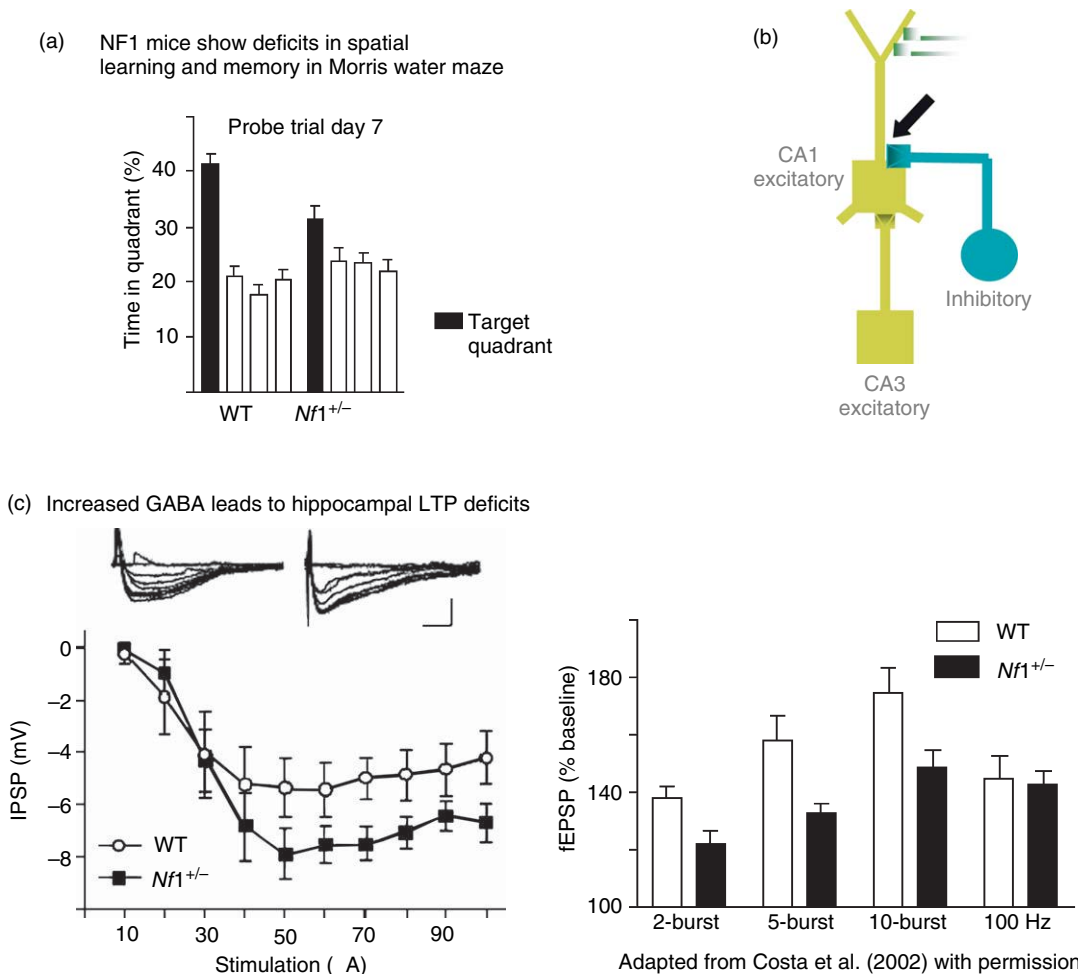 (a) NF1 mice show deficits in spatial
learning and memory in Morris water maze
Probe trial day 7
Time in quadrant (%)
40
30
20
10
WT
Nf1+/–
Target
quadrant
(b)
CA1
excitatory
Inhibitory
CA3
excitatory
(c) Increased GABA leads to hippocampal LTP deficits
IPSP (mV)
0
–2
–4
–6
–8
WT
Nf1+/–
10 30 50 70 90
Stimulation ( A)
fEPSP (% baseline)
180
140
100
WT
Nf1+/–
2-burst 5-burst 10-burst 100 Hz
Adapted from Costa et al. (2002) with permission